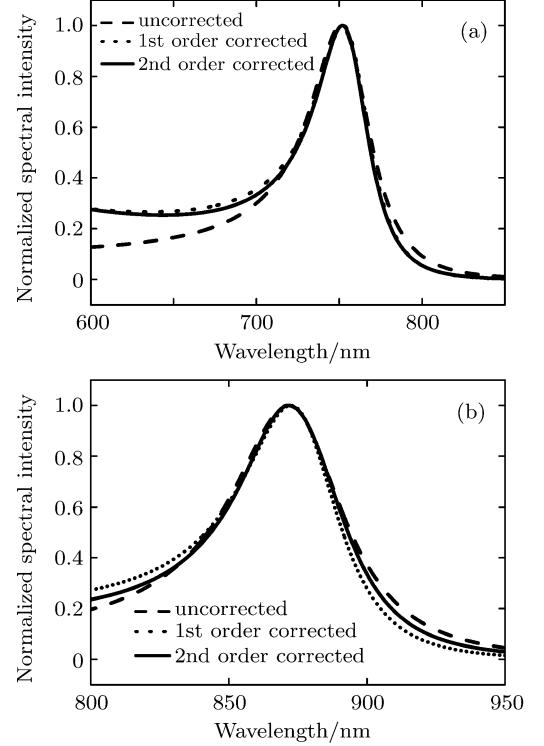 (a)
uncorrected
1st order corrected
2nd order corrected
Normalized spectral intensity
1.0
0.8
0.6
0.4
0.2
0
600 700 800
Wavelength/nm
(b)
Normalized spectral intensity
1.0
0.8
0.6
0.4
0.2
0
uncorrected
1st order corrected
2nd order corrected
800 850 900 950
Wavelength/nm